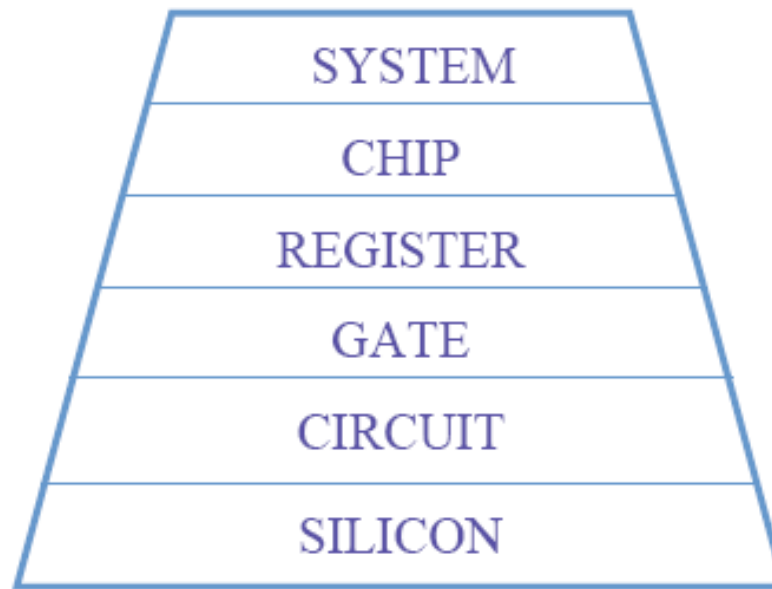 SYSTEM
CHIP
REGISTER
GATE
CIRCUIT
SILICON